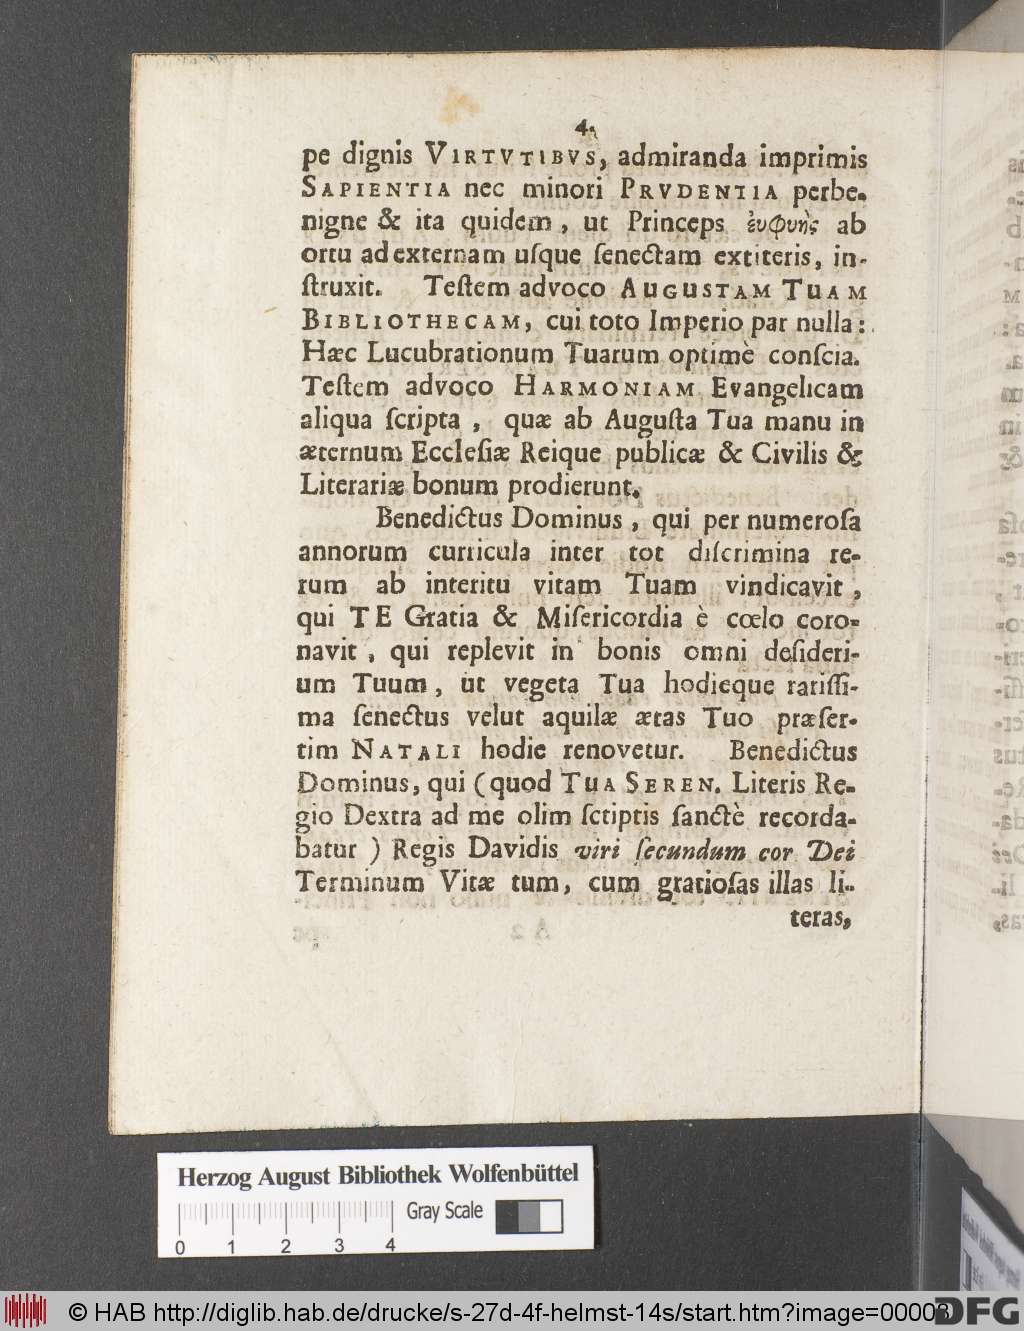 4.
pe dignis VIRTVTIBVS, admiranda imprimis
SAPIENTIA nec minori PRVDENTIA perbe-
nigne & ita quidem, ut Princeps ἐυφυὴς ab
ortu ad externam uſque ſenectam extiteris, in-
ſtruxit. Teſtem advoco AUGUSTAM TUAM
BIBLIOTHECAM, cui toto Imperio par nulla:
Hæc Lucubrationum Tuarum optimè conſcia.
Teſtem advoco HARMONIAM Evangelicam
aliqua ſcripta, quæ ab Auguſta Tua manu in
æternum Eccleſiæ Reique publicæ & Civilis &
Literariæ bonum prodierunt.
Benedictus Dominus, qui per numeroſa
annorum curricula inter tot diſcrimina re-
rum ab interitu vitam Tuam vindicavit,
qui TE Gratia & Miſericordia è cœlo coro-
navit, qui replevit in bonis omni deſideri-
um Tuum, ut vegeta Tua hodieque rariſſi-
ma ſenectus velut aquilæ ætas Tuo præſer-
tim NATALI hodie renovetur. Benedictus
Dominus, qui (quod TUA SEREN. Literis Re-
gio Dextra ad me olim ſcriptis ſanctè recorda-
batur) Regis Davidis viri ſecundum cor Dei
Terminum Vitæ tum, cum gratioſas illas li-
teras,
Herzog August Bibliothek Wolfenbüttel
Gray Scale
0 1 2 3 4
© HAB http://diglib.hab.de/drucke/s-27d-4f-helmst-14s/start.htm?image=00008
DFG